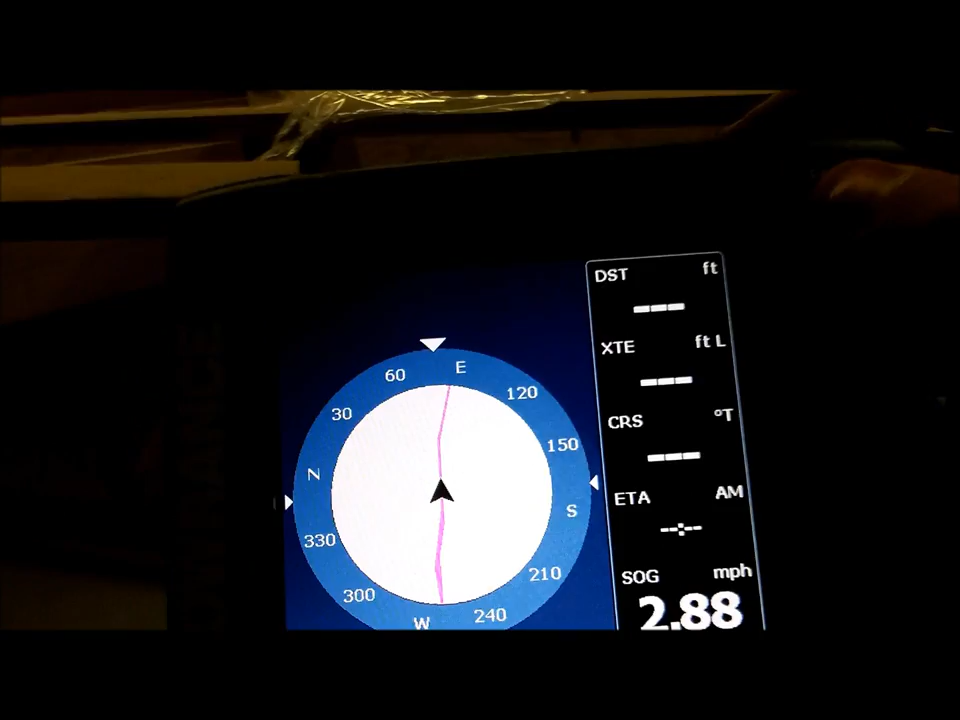 DST ft
---
XTE ft L
---
CRS °T
---
ETA AM
--:--
SOG mph
2.88
60 E
120
30
150
N
S
330
210
300
240
W